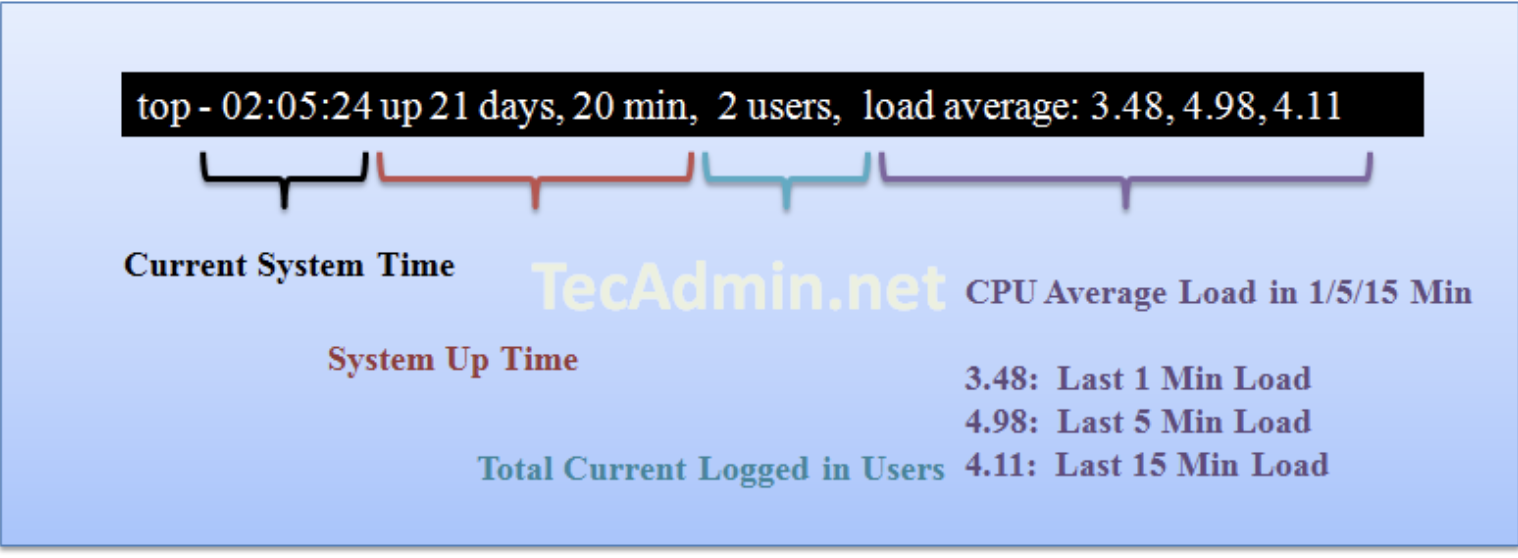 top - 02:05:24 up 21 days, 20 min, 2 users, load average: 3.48, 4.98, 4.11
Current System Time
TecAdmin.net
CPU Average Load in 1/5/15 Min
System Up Time
3.48: Last 1 Min Load
4.98: Last 5 Min Load
Total Current Logged in Users
4.11: Last 15 Min Load